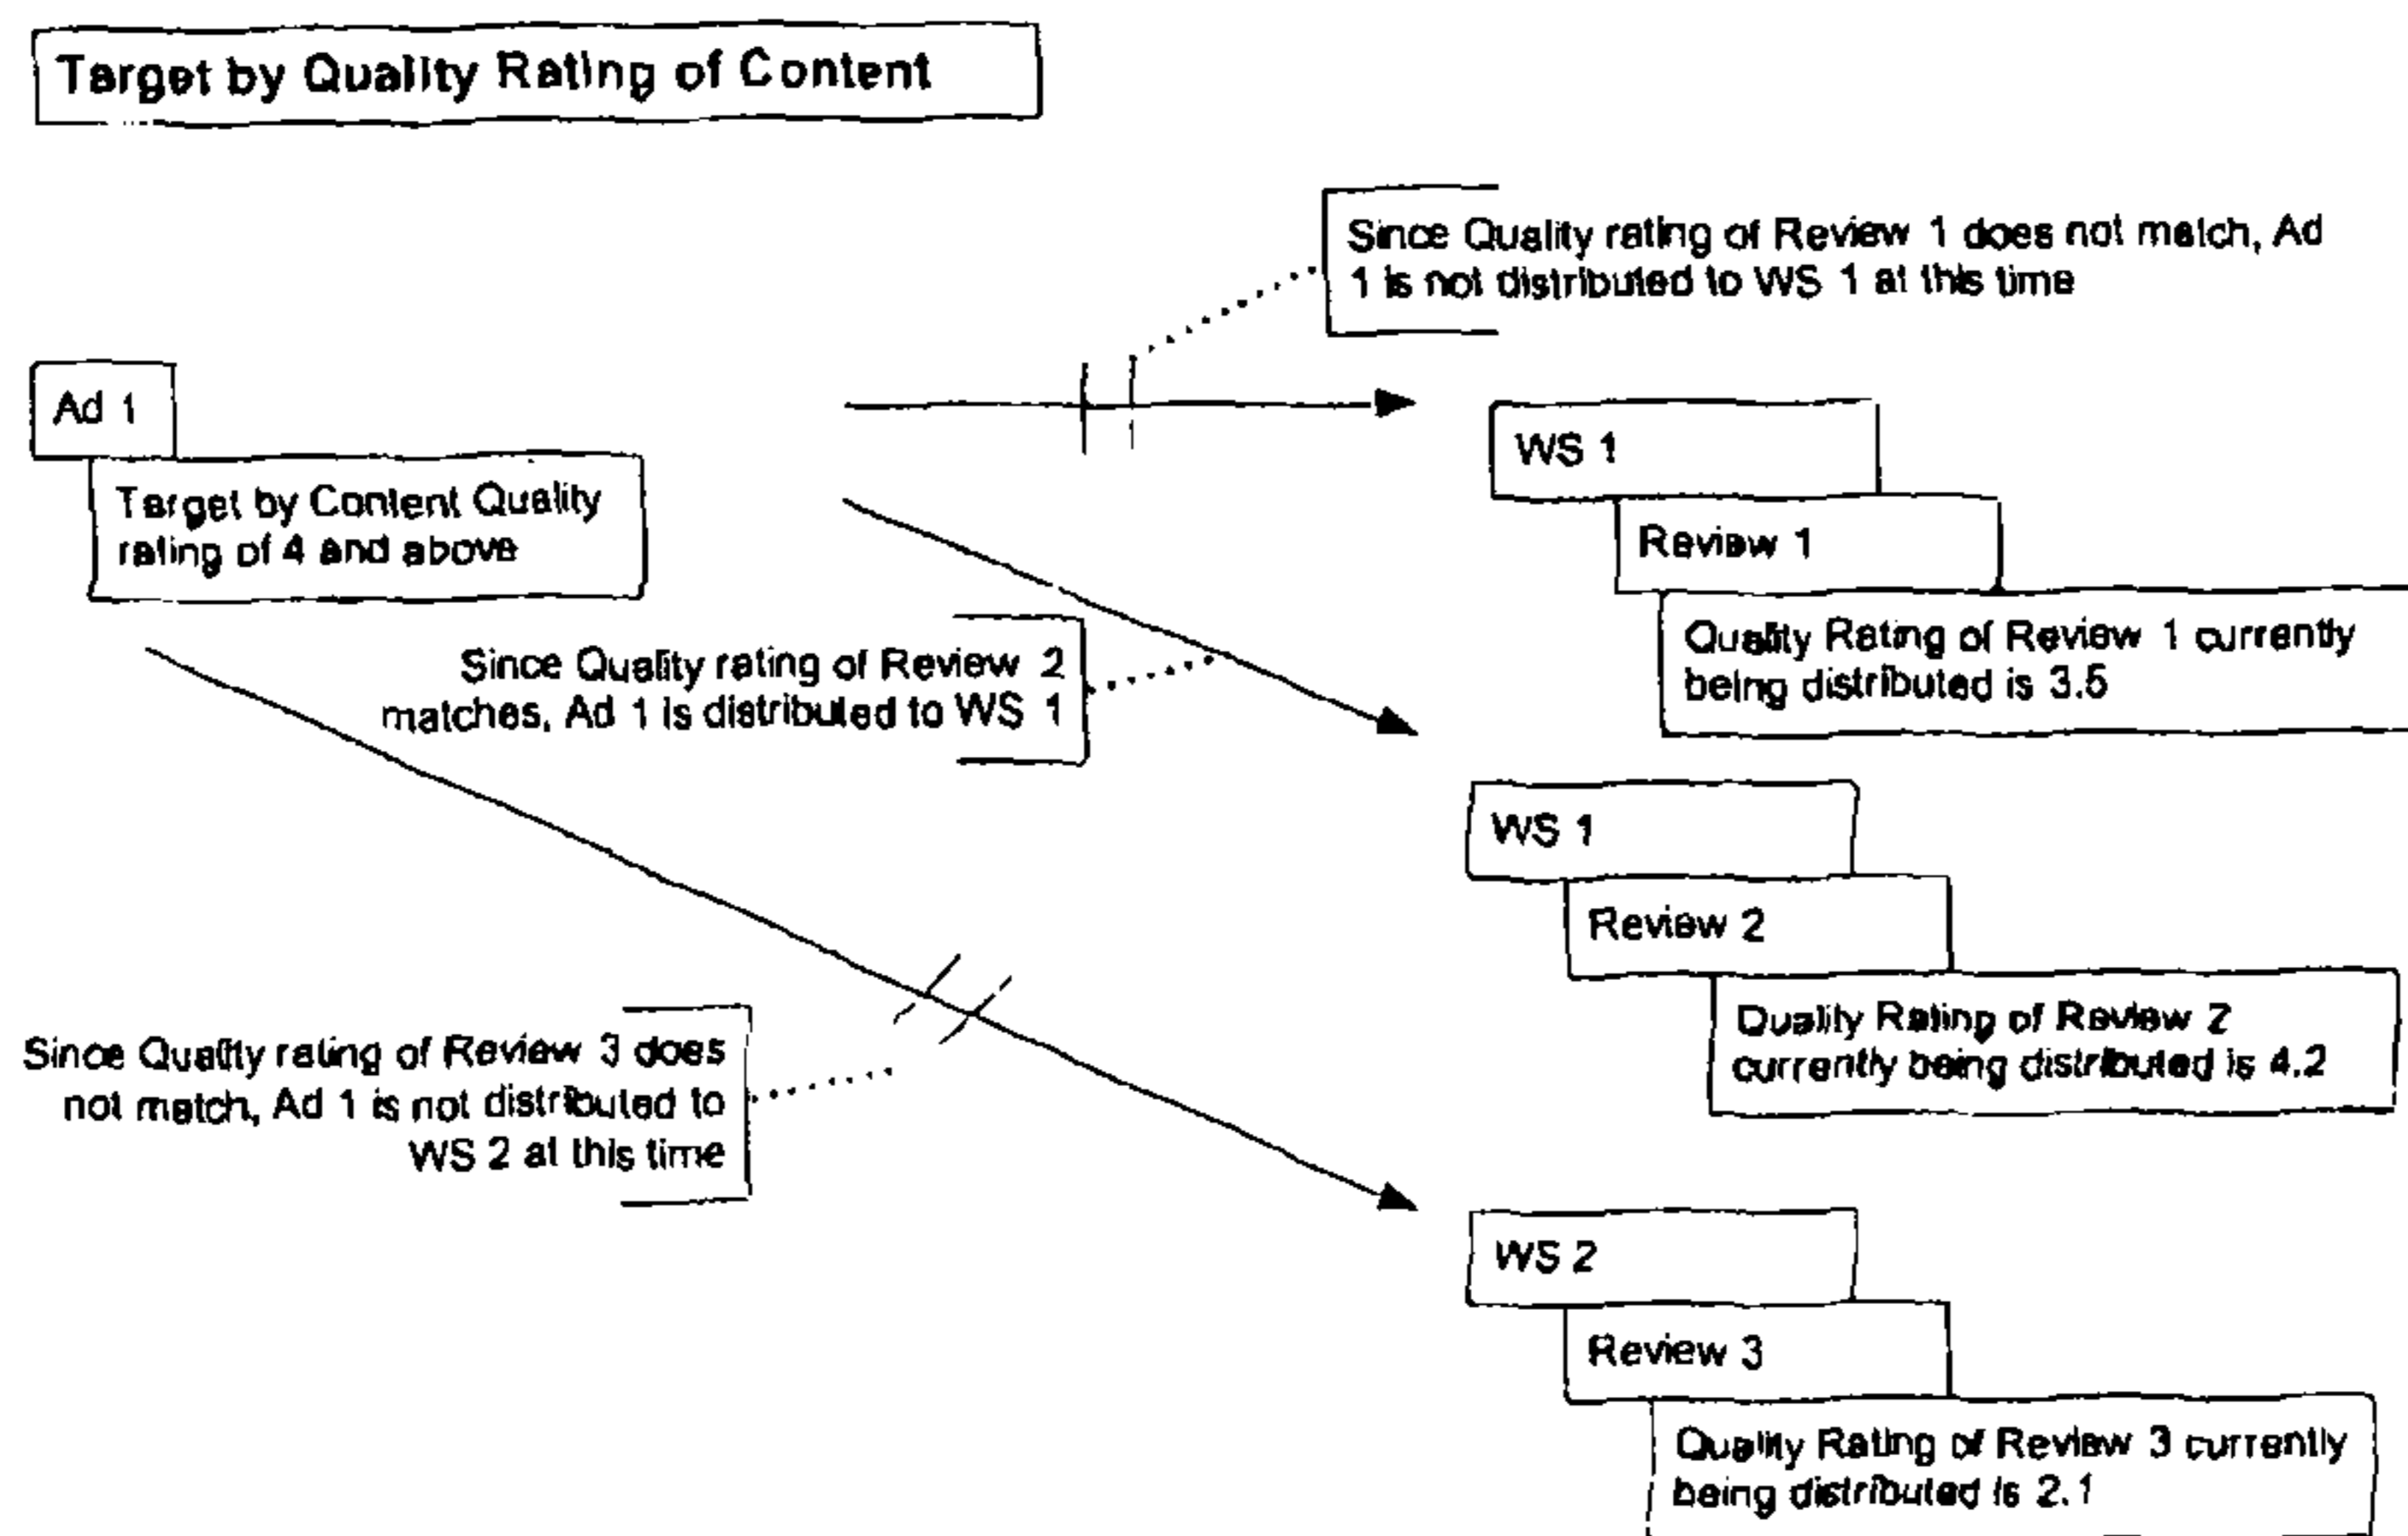 Target by Quality Rating of Content
Since Quality rating of Review 1 does not match, Ad
1 is not distributed to WS 1 at this time
Ad 1
Target by Content Quality
rating of 4 and above
WS 1
Review 1
Quality Rating of Review 1 currently
being distributed is 3.5
Since Quality rating of Review 2
matches, Ad 1 is distributed to WS 1
WS 1
Review 2
Quality Rating of Review 2
currently being distributed is 4.2
Since Quality rating of Review 3 does
not match, Ad 1 is not distributed to
WS 2 at this time
WS 2
Review 3
Quality Rating of Review 3 currently
being distributed is 2.1